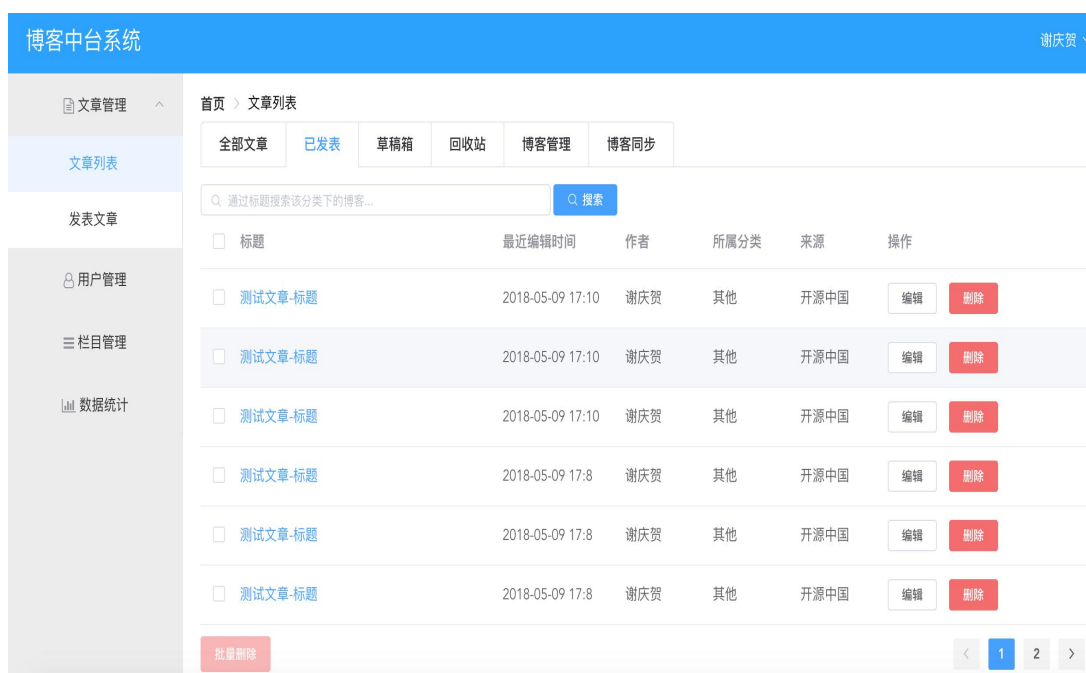 博客中台系统
谢庆贺
文章管理
文章列表
发表文章
用户管理
栏目管理
数据统计
首页 > 文章列表
全部文章 已发表 草稿箱 回收站 博客管理 博客同步
通过标题搜索该分类下的博客... 搜索
标题 最近编辑时间 作者 所属分类 来源 操作
测试文章-标题 2018-05-09 17:10 谢庆贺 其他 开源中国 编辑 删除
测试文章-标题 2018-05-09 17:10 谢庆贺 其他 开源中国 编辑 删除
测试文章-标题 2018-05-09 17:10 谢庆贺 其他 开源中国 编辑 删除
测试文章-标题 2018-05-09 17:8 谢庆贺 其他 开源中国 编辑 删除
测试文章-标题 2018-05-09 17:8 谢庆贺 其他 开源中国 编辑 删除
测试文章-标题 2018-05-09 17:8 谢庆贺 其他 开源中国 编辑 删除
批量删除 < 1 2 >